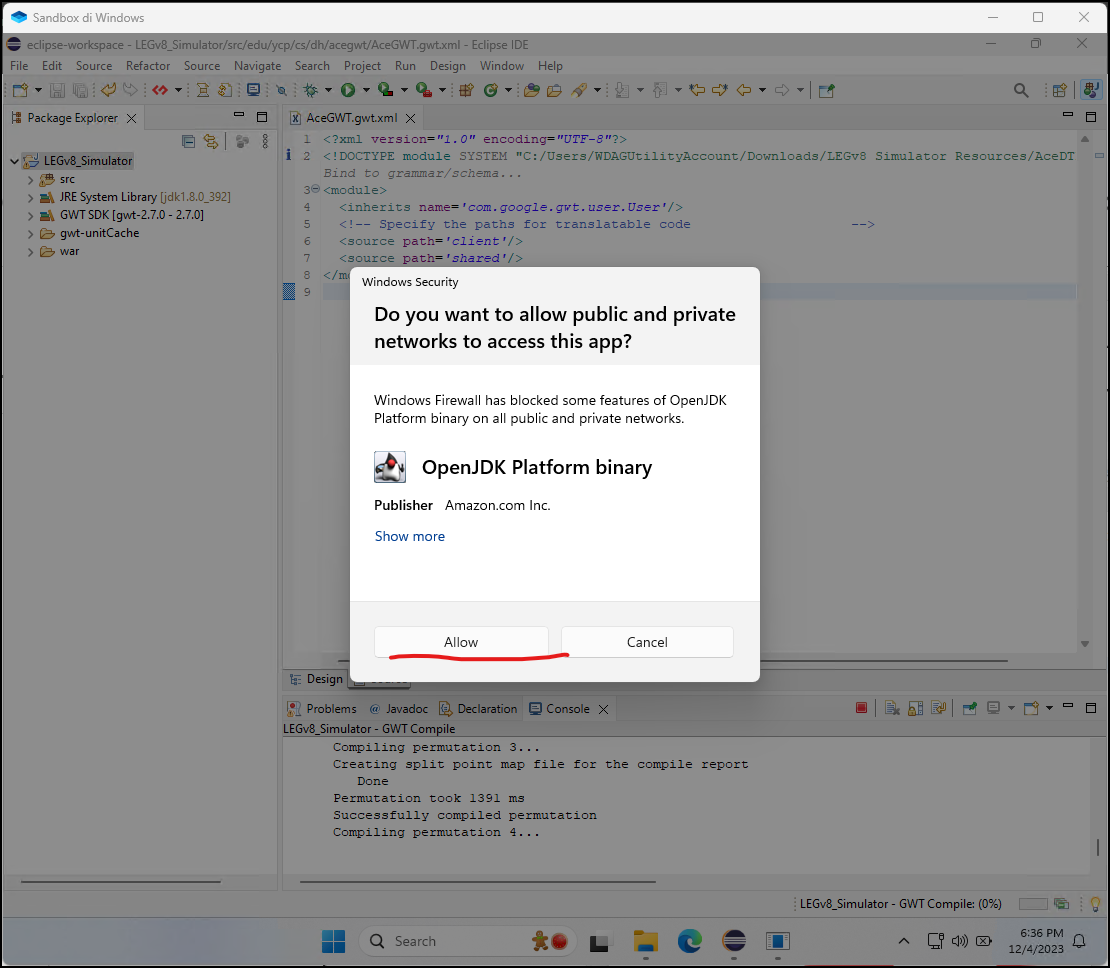 Sandbox di Windows
eclipse-workspace - LEGv8_Simulator/src/edu/ycp/cs/dh/acegwt/AceGWT.gwt.xml - Eclipse IDE
File Edit Source Refactor Source Navigate Search Project Run Design Window Help
Package Explorer
LEGv8_Simulator
src
JRE System Library [jdk1.8.0_392]
GWT SDK [gwt-2.7.0 - 2.7.0]
gwt-unitCache
war
AceGWT.gwt.xml
1 <?xml version="1.0" encoding="UTF-8"?>
2 <!DOCTYPE module SYSTEM "C:/Users/WDAGUtilityAccount/Downloads/LEGv8 Simulator Resources/AceDT
Bind to grammar/schema...
3 <module>
4 <inherits name='com.google.gwt.user.User'/>
5 <!-- Specify the paths for translatable code -->
6 <source path='client'/>
7 <source path='shared'/>
8
9
Windows Security
Do you want to allow public and private
networks to access this app?
Windows Firewall has blocked some features of OpenJDK
Platform binary on all public and private networks.
OpenJDK Platform binary
Publisher Amazon.com Inc.
Show more
Allow Cancel
Design
Problems @ Javadoc Declaration Console
LEGv8_Simulator - GWT Compile
Compiling permutation 3...
Creating split point map file for the compile report
Done
Permutation took 1391 ms
Successfully compiled permutation
Compiling permutation 4...
LEGv8_Simulator - GWT Compile: (0%)
Search
6:36 PM
12/4/2023